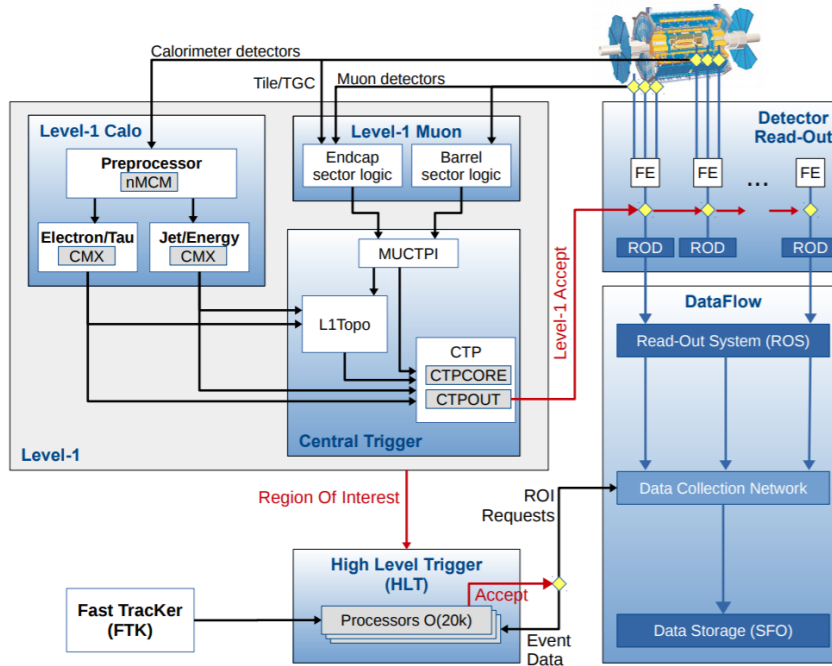 Calorimeter detectors
Tile/TGC
Muon detectors
Level-1 Calo
Preprocessor
nMCM
Electron/Tau
CMX
Jet/Energy
CMX
Level-1 Muon
Endcap
sector logic
Barrel
sector logic
MUCTPI
L1Topo
CTP
CTPCORE
CTPOUT
Central Trigger
Level-1
Level-1 Accept
Detector
Read-Out
FE
FE
...
FE
ROD
ROD
ROD
DataFlow
Read-Out System (ROS)
Data Collection Network
Data Storage (SFO)
Region Of Interest
ROI
Requests
High Level Trigger
(HLT)
Accept
Processors O(20k)
Event
Data
Fast TracKer
(FTK)